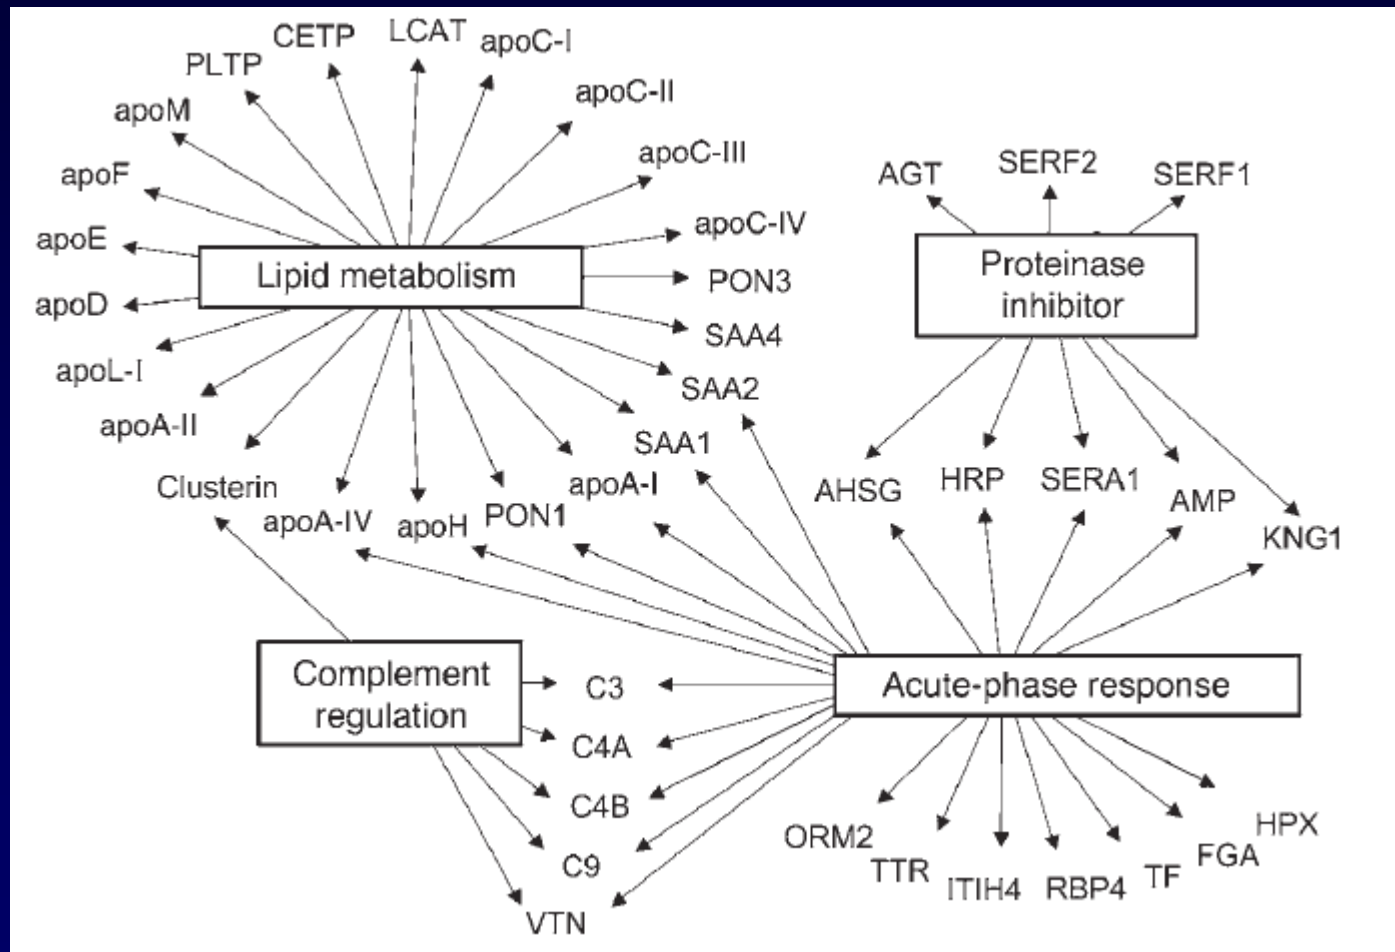 CETP
LCAT
apoC-I
PLTP
apoC-II
apoM
apoC-III
apoF
AGT
SERF2
SERF1
apoE
apoC-IV
Lipid metabolism
PON3
Proteinase
inhibitor
apoD
SAA4
apoL-I
SAA2
apoA-II
SAA1
Clusterin
apoA-I
AHSG
HRP
SERA1
AMP
apoA-IV
apoH
PON1
KNG1
Complement
regulation
C3
Acute-phase response
C4A
C4B
C9
VTN
ORM2
TTR
ITIH4
RBP4
TF
FGA
HPX